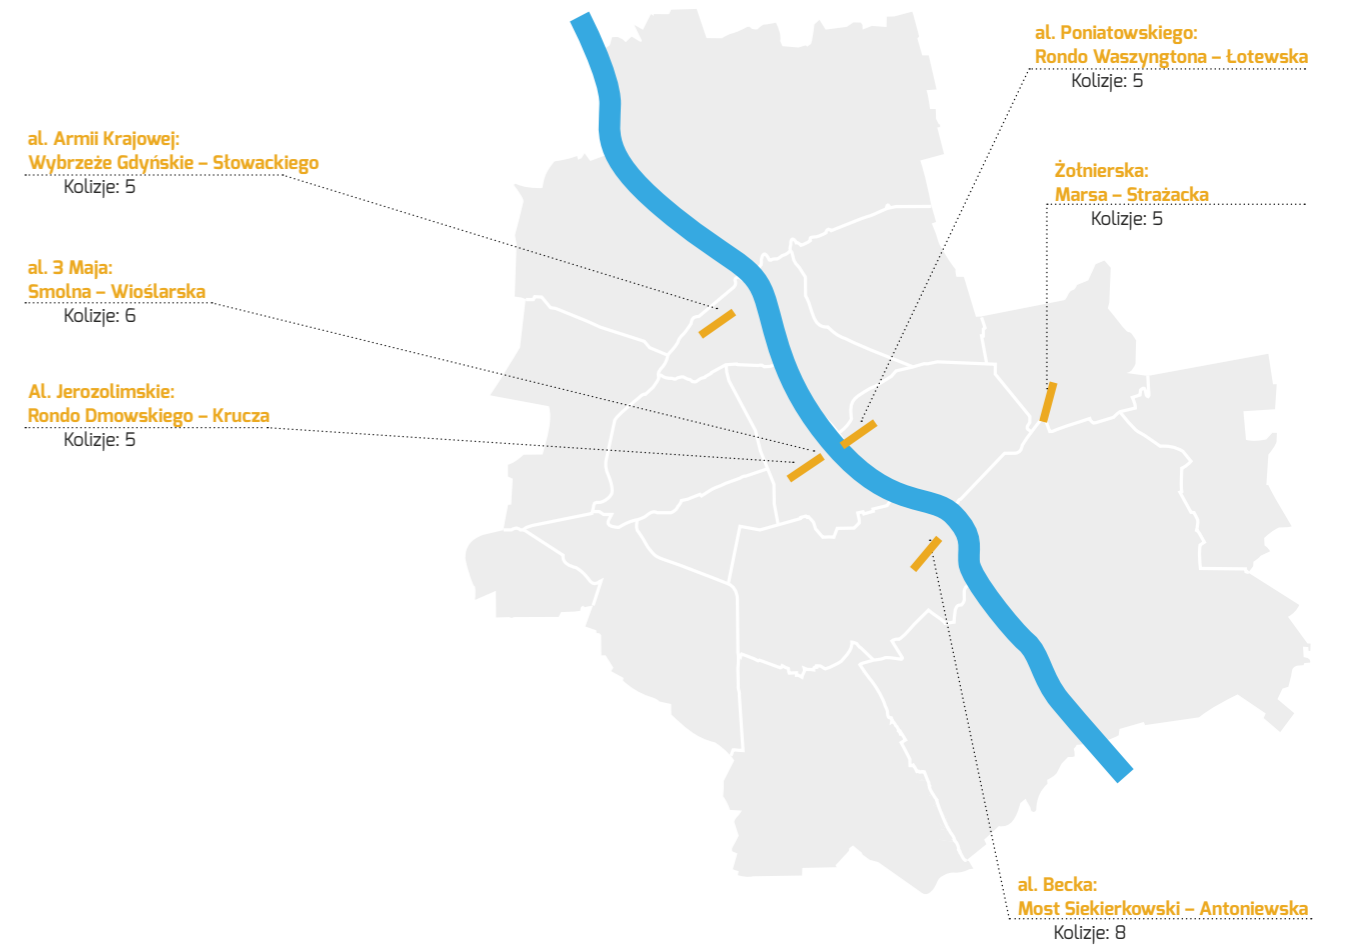 al. Poniatowskiego:
Rondo Waszyngtona – Łotewska
Kolizje: 5
al. Armii Krajowej:
Wybrzeże Gdyńskie – Słowackiego
Kolizje: 5
Żołnierska:
Marsa – Strażacka
Kolizje: 5
al. 3 Maja:
Smolna – Wioślarska
Kolizje: 6
Al. Jerozolimskie:
Rondo Dmowskiego – Krucza
Kolizje: 5
al. Becka:
Most Siekierkowski – Antoniewska
Kolizje: 8